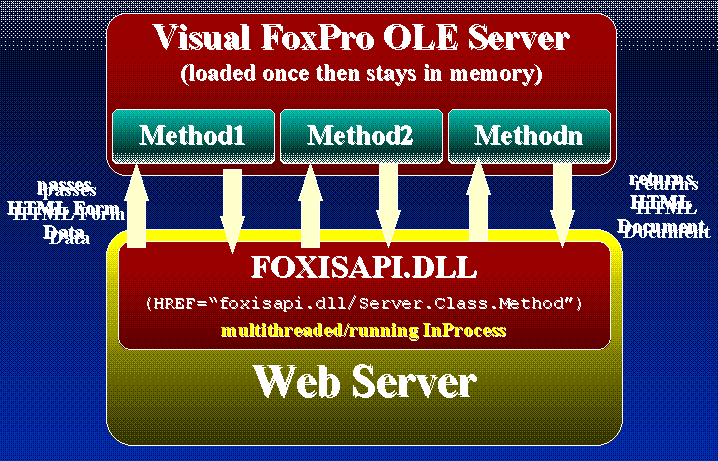 Visual FoxPro OLE Server
(loaded once then stays in memory)
Method1
Method2
Methodn
passes
HTML Form
Data
returns
HTML
Document
FOXISAPI.DLL
(HREF=“foxisapi.dll/Server.Class.Method”)
multithreaded/running InProcess
Web Server